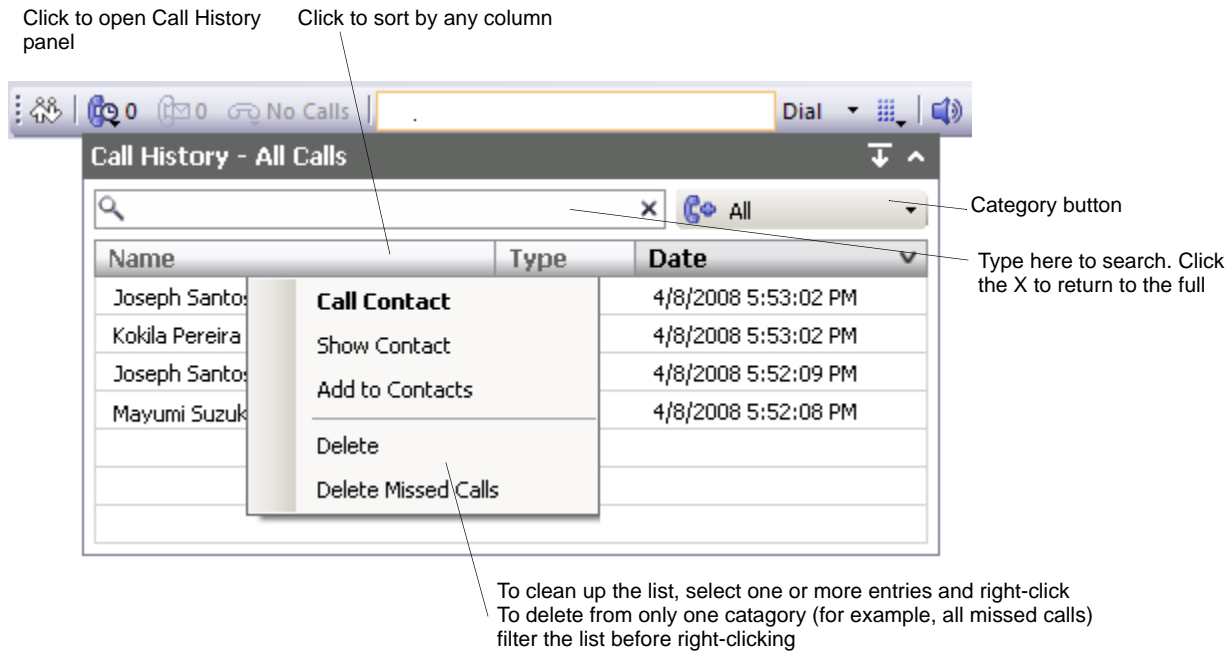 Click to open Call History
panel
Click to sort by any column
0 0 No Calls . Dial
Call History - All Calls
All
Category button
Name Type Date
Type here to search. Click
the X to return to the full
Joseph Santos 4/8/2008 5:53:02 PM
Kokila Pereira 4/8/2008 5:53:02 PM
Joseph Santos 4/8/2008 5:52:09 PM
Mayumi Suzuk 4/8/2008 5:52:08 PM
Call Contact
Show Contact
Add to Contacts
Delete
Delete Missed Calls
To clean up the list, select one or more entries and right-click
To delete from only one catagory (for example, all missed calls)
filter the list before right-clicking